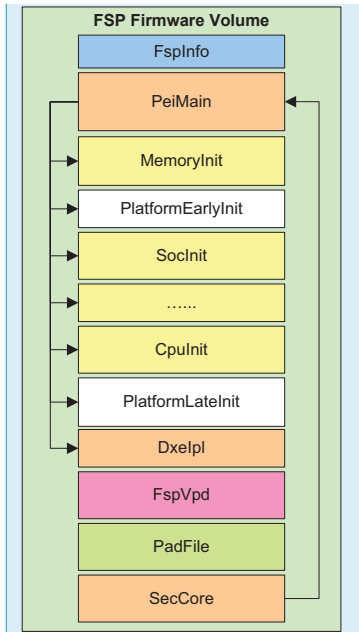 FSP Firmware Volume
FspInfo
PeiMain
MemoryInit
PlatformEarlyInit
SocInit
…...
CpuInit
PlatformLateInit
DxeIpl
FspVpd
PadFile
SecCore